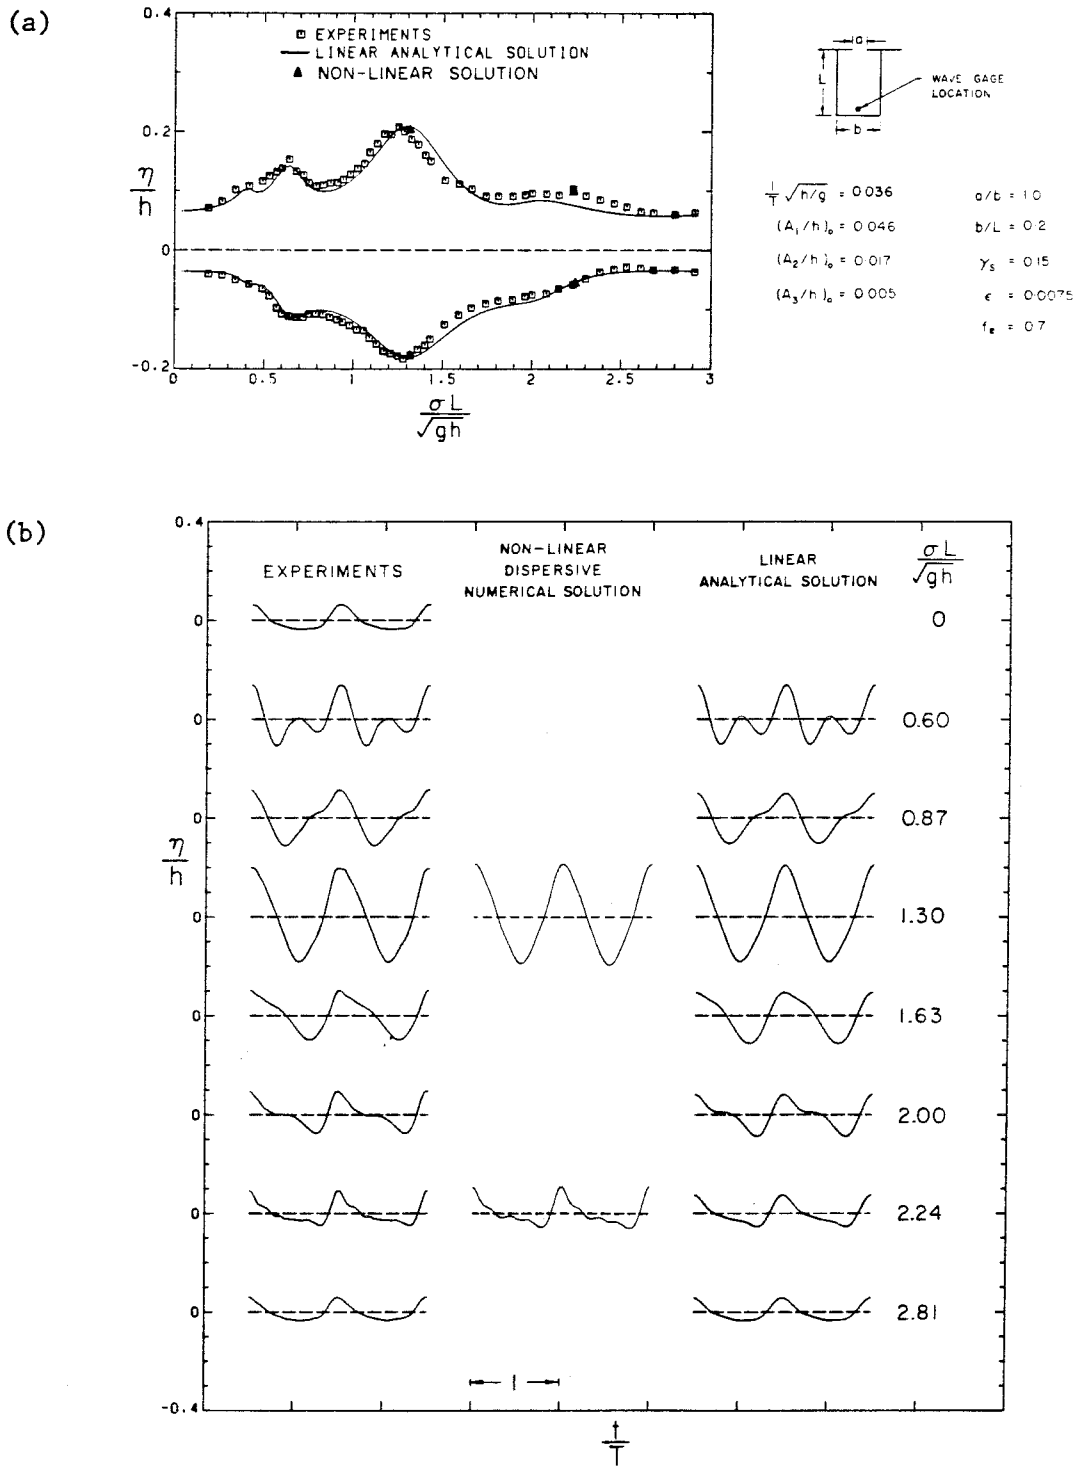 (a)
0.4
0.2
0
-0.2
η/h
EXPERIMENTS
LINEAR ANALYTICAL SOLUTION
NON-LINEAR SOLUTION
0 0.5 1 1.5 2 2.5 3
σL/√gh
a
L
b
WAVE GAGE
LOCATION
1/T √h/g = 0.036
a/b = 1.0
(A₁/h)ₒ = 0.046
b/L = 0.2
(A₂/h)ₒ = 0.017
γₛ = 0.15
(A₃/h)ₒ = 0.005
ε = 0.0075
fₑ = 0.7
(b)
0.4
EXPERIMENTS
NON-LINEAR
DISPERSIVE
NUMERICAL SOLUTION
LINEAR
ANALYTICAL SOLUTION
σL/√gh
0 0
0 0.60
0 0.87
η/h
0 1.30
0 1.63
0 2.00
0 2.24
0 2.81
1
-0.4
t/T